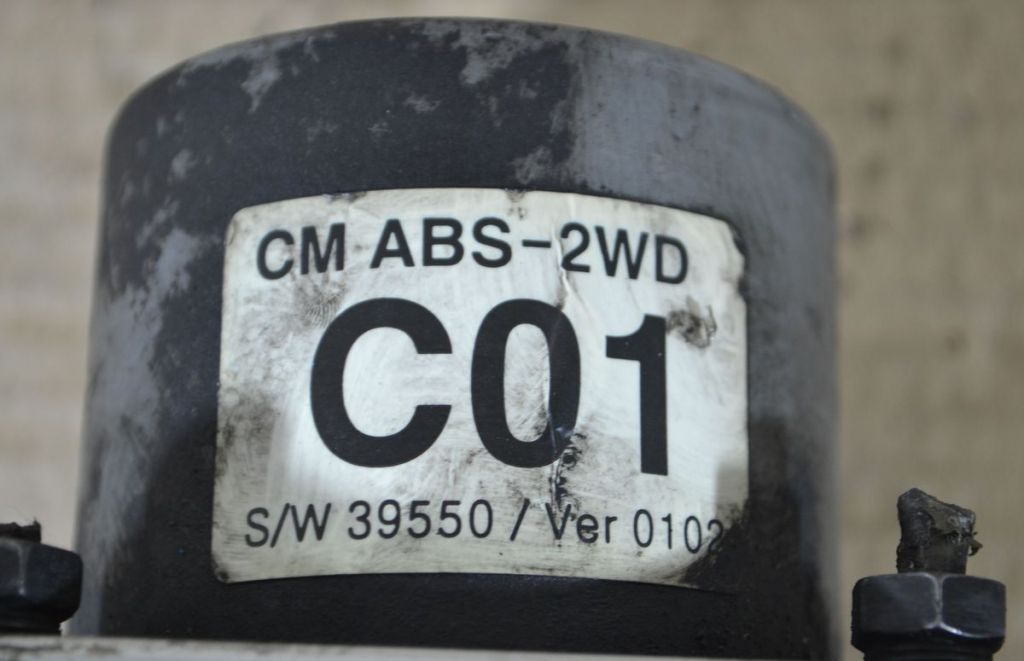 CM ABS-2WD
C01
S/W 39550 / Ver 0102